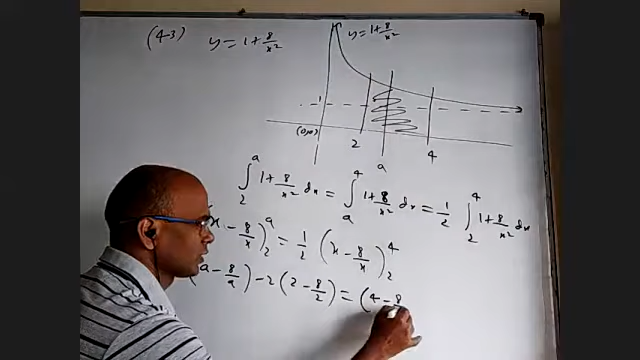 (43) y = 1 + 8/x²
y = 1 + 8/x²
1
(0,0) 2 a 4
∫₂ᵃ 1 + 8/x² dx = ∫ₐ⁴ 1 + 8/x² dx = 1/2 ∫₂⁴ 1 + 8/x² dx
x - 8/x)₂ᵃ = 1/2 (x - 8/x)₂⁴
(a - 8/a) - 2(2 - 8/2) = (4 - 8